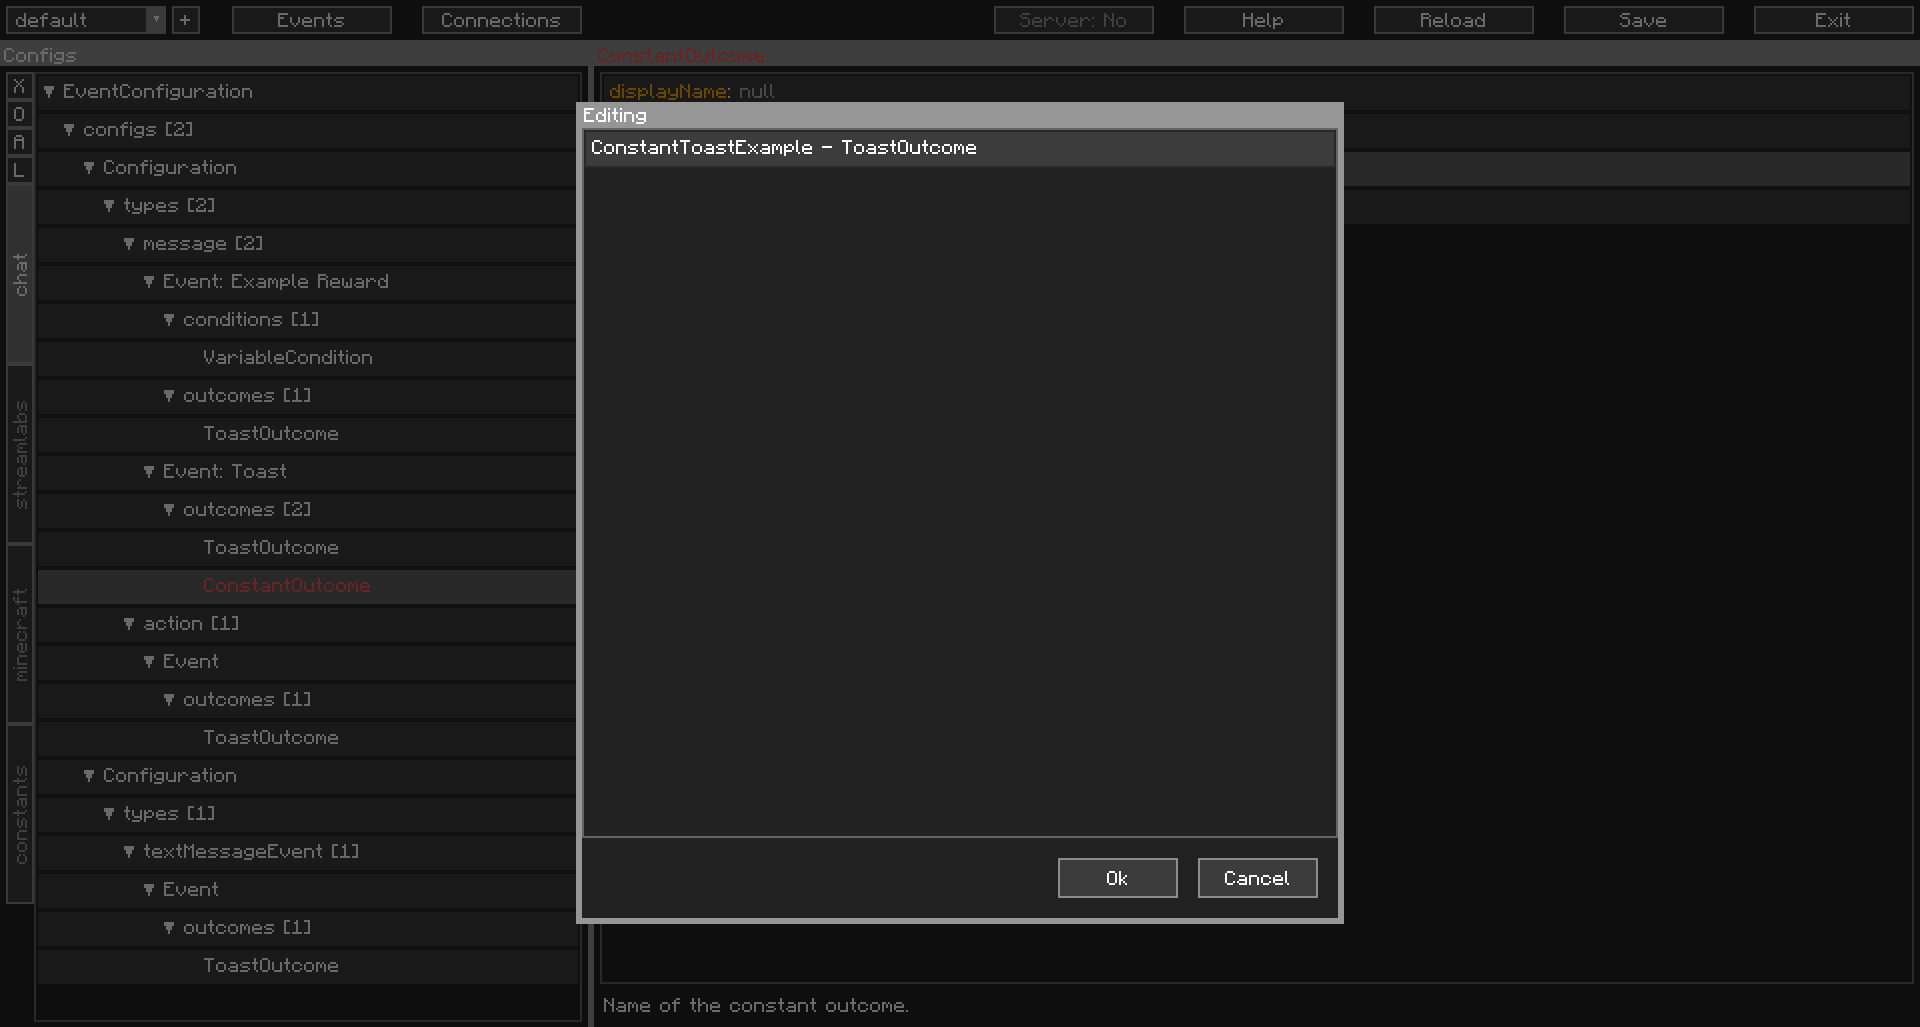 default ▼ + Events Connections Server: No Help Reload Save Exit
Configs
ConstantOutcome
X
O
A
L
chat
streamlabs
minecraft
constants
▼ EventConfiguration
▼ configs [2]
▼ Configuration
▼ types [2]
▼ message [2]
▼ Event: Example Reward
▼ conditions [1]
VariableCondition
▼ outcomes [1]
ToastOutcome
▼ Event: Toast
▼ outcomes [2]
ToastOutcome
ConstantOutcome
▼ action [1]
▼ Event
▼ outcomes [1]
ToastOutcome
▼ Configuration
▼ types [1]
▼ textMessageEvent [1]
▼ Event
▼ outcomes [1]
ToastOutcome
displayName: null
Editing
ConstantToastExample - ToastOutcome
Ok Cancel
Name of the constant outcome.